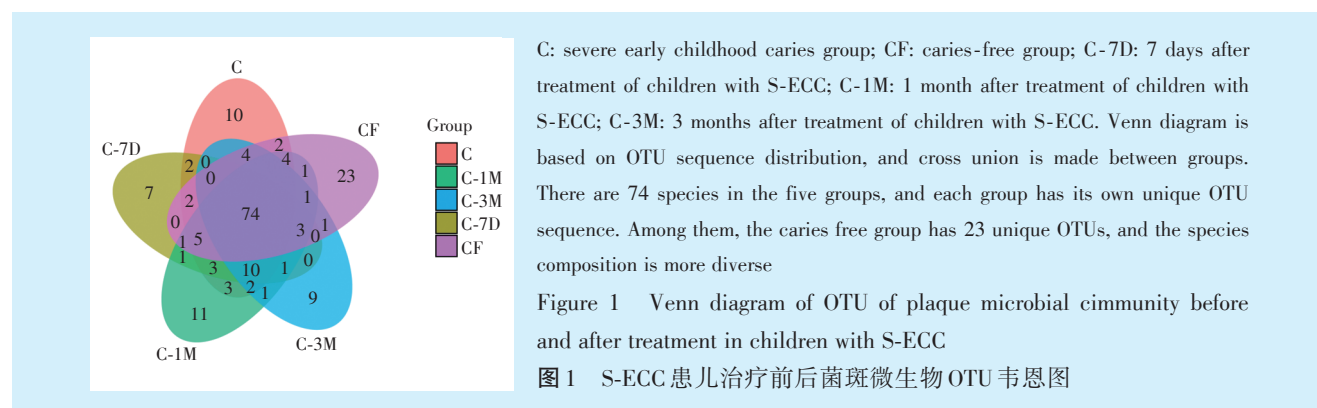 C
10
CF
Group
C
C-1M
C-3M
C-7D
CF
C-7D
2
0
4
2
4
0
1
23
7
2
1
74
0
3
1
0
1
5
1
3
10
1
0
3
2
1
9
11
C-1M
C-3M
C: severe early childhood caries group; CF: caries-free group; C-7D: 7 days after
treatment of children with S-ECC; C-1M: 1 month after treatment of children with
S-ECC; C-3M: 3 months after treatment of children with S-ECC. Venn diagram is
based on OTU sequence distribution, and cross union is made between groups.
There are 74 species in the five groups, and each group has its own unique OTU
sequence. Among them, the caries free group has 23 unique OTUs, and the species
composition is more diverse
Figure 1 Venn diagram of OTU of plaque microbial cimmunity before
and after treatment in children with S-ECC
图1 S-ECC患儿治疗前后菌斑微生物OTU韦恩图